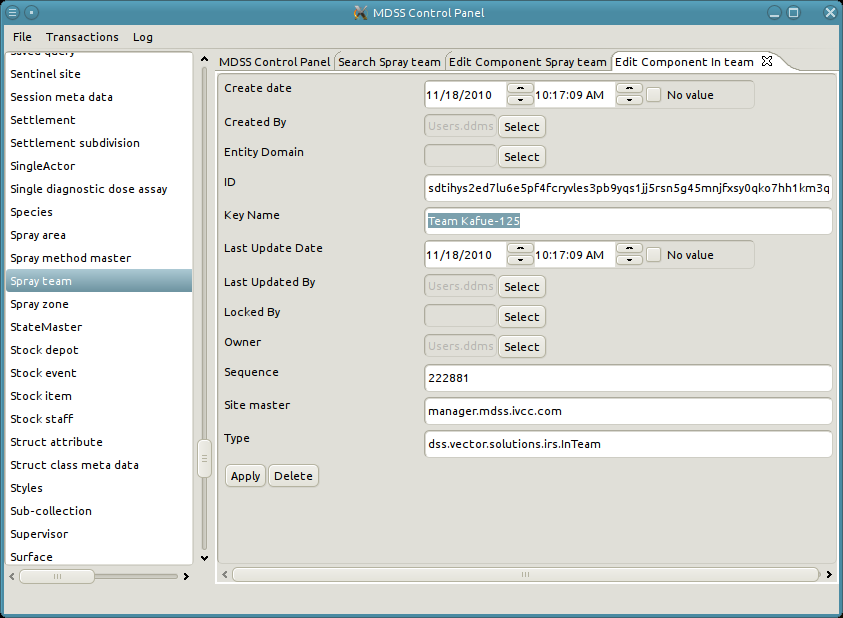 MDSS Control Panel
File Transactions Log
Saved query
Sentinel site
Session meta data
Settlement
Settlement subdivision
SingleActor
Single diagnostic dose assay
Species
Spray area
Spray method master
Spray team
Spray zone
StateMaster
Stock depot
Stock event
Stock item
Stock staff
Struct attribute
Struct class meta data
Styles
Sub-collection
Supervisor
Surface
MDSS Control Panel Search Spray team Edit Component Spray team Edit Component In team
Create date 11/18/2010 10:17:09 AM No value
Created By Users.ddms Select
Entity Domain Select
ID sdtihys2ed7lu6e5pf4fcryvles3pb9yqs1jj5rsn5g45mnjfxsy0qko7hh1km3q
Key Name Team Kafue-125
Last Update Date 11/18/2010 10:17:09 AM No value
Last Updated By Users.ddms Select
Locked By Select
Owner Users.ddms Select
Sequence 222881
Site master manager.mdss.ivcc.com
Type dss.vector.solutions.irs.InTeam
Apply Delete